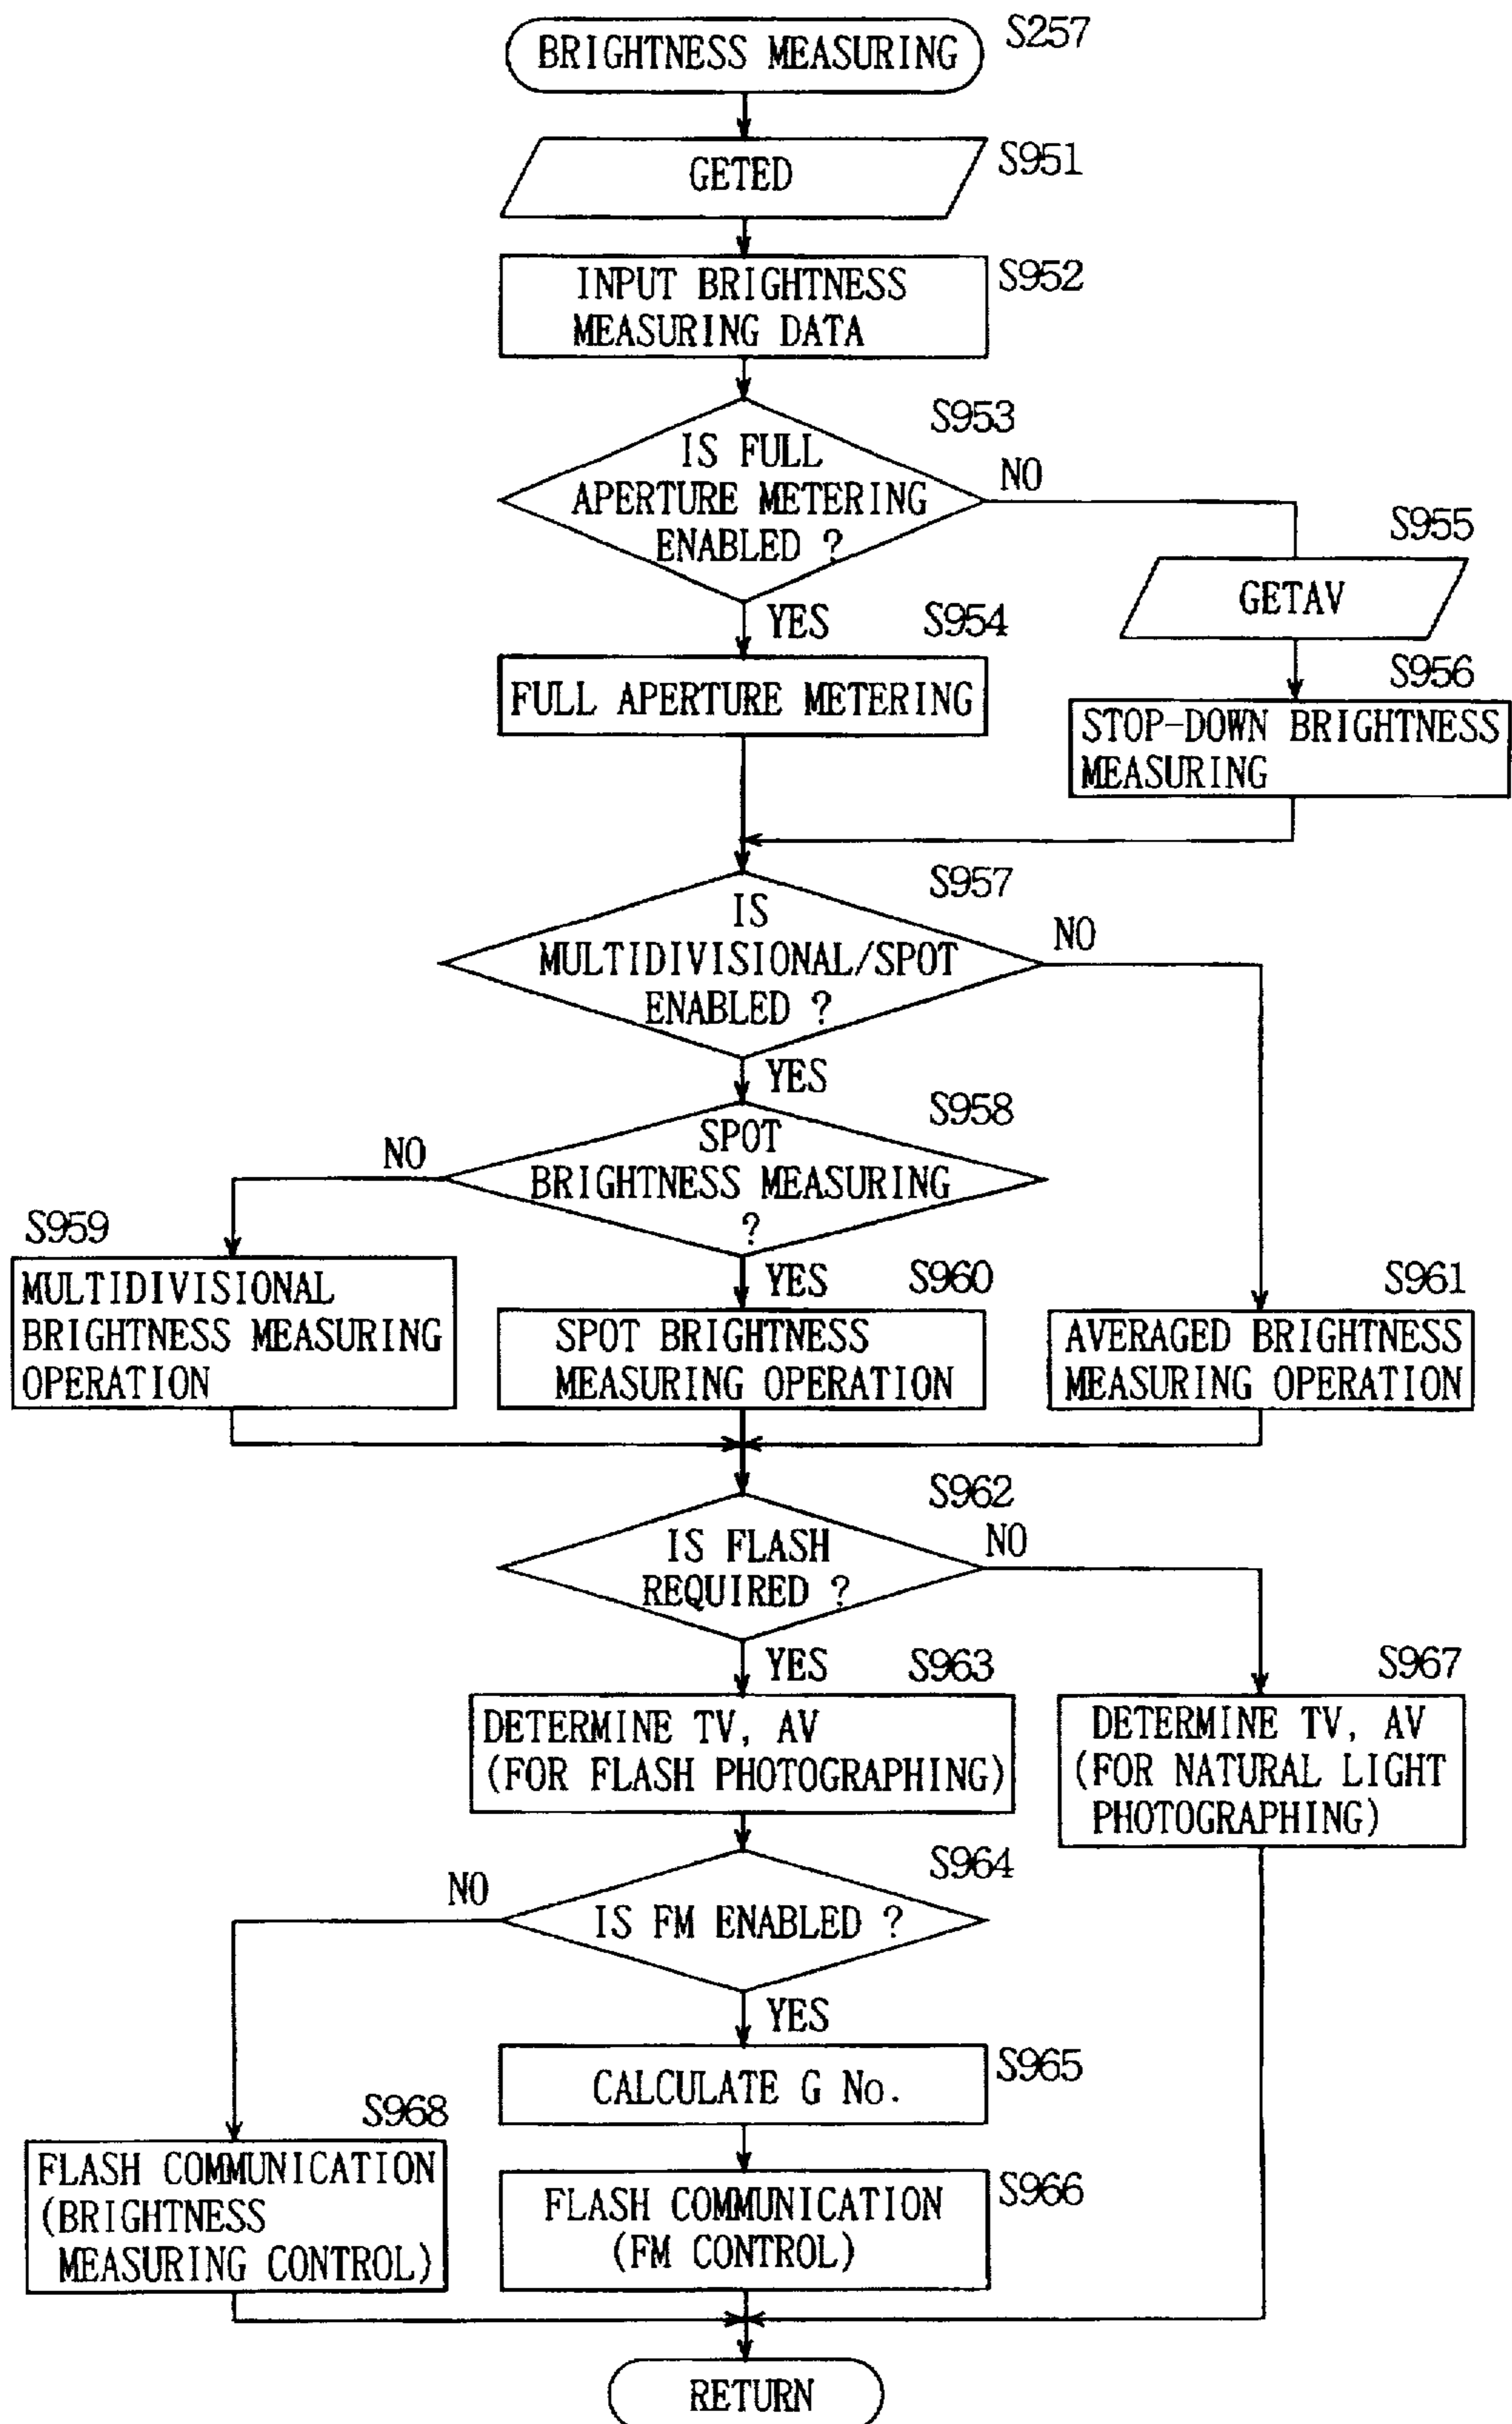 BRIGHTNESS MEASURING
S257
GETED
S951
INPUT BRIGHTNESS
MEASURING DATA
S952
S953
IS FULL
APERTURE METERING
ENABLED ?
NO
YES
S955
GETAV
S954
FULL APERTURE METERING
S956
STOP-DOWN BRIGHTNESS
MEASURING
S957
IS
MULTIDIVISIONAL/SPOT
ENABLED ?
NO
YES
S958
SPOT
BRIGHTNESS MEASURING
?
NO
YES
S959
MULTIDIVISIONAL
BRIGHTNESS MEASURING
OPERATION
S960
SPOT BRIGHTNESS
MEASURING OPERATION
S961
AVERAGED BRIGHTNESS
MEASURING OPERATION
S962
IS FLASH
REQUIRED ?
NO
YES
S963
DETERMINE TV, AV
(FOR FLASH PHOTOGRAPHING)
S967
DETERMINE TV, AV
(FOR NATURAL LIGHT
PHOTOGRAPHING)
S964
IS FM ENABLED ?
NO
YES
S965
CALCULATE G No.
S968
FLASH COMMUNICATION
(BRIGHTNESS
MEASURING CONTROL)
S966
FLASH COMMUNICATION
(FM CONTROL)
RETURN